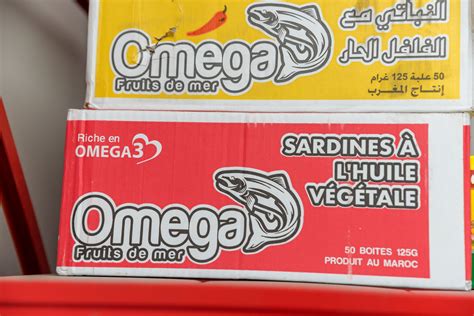 النباتي مع
الفلفل الحار
Omega
Fruits de mer
50 علبة 125 غرام
إنتاج المغرب
Riche en
OMEGA3
SARDINES À
L'HUILE
VÉGÉTALE
Omega
Fruits de mer
50 BOITES 125G
PRODUIT AU MAROC